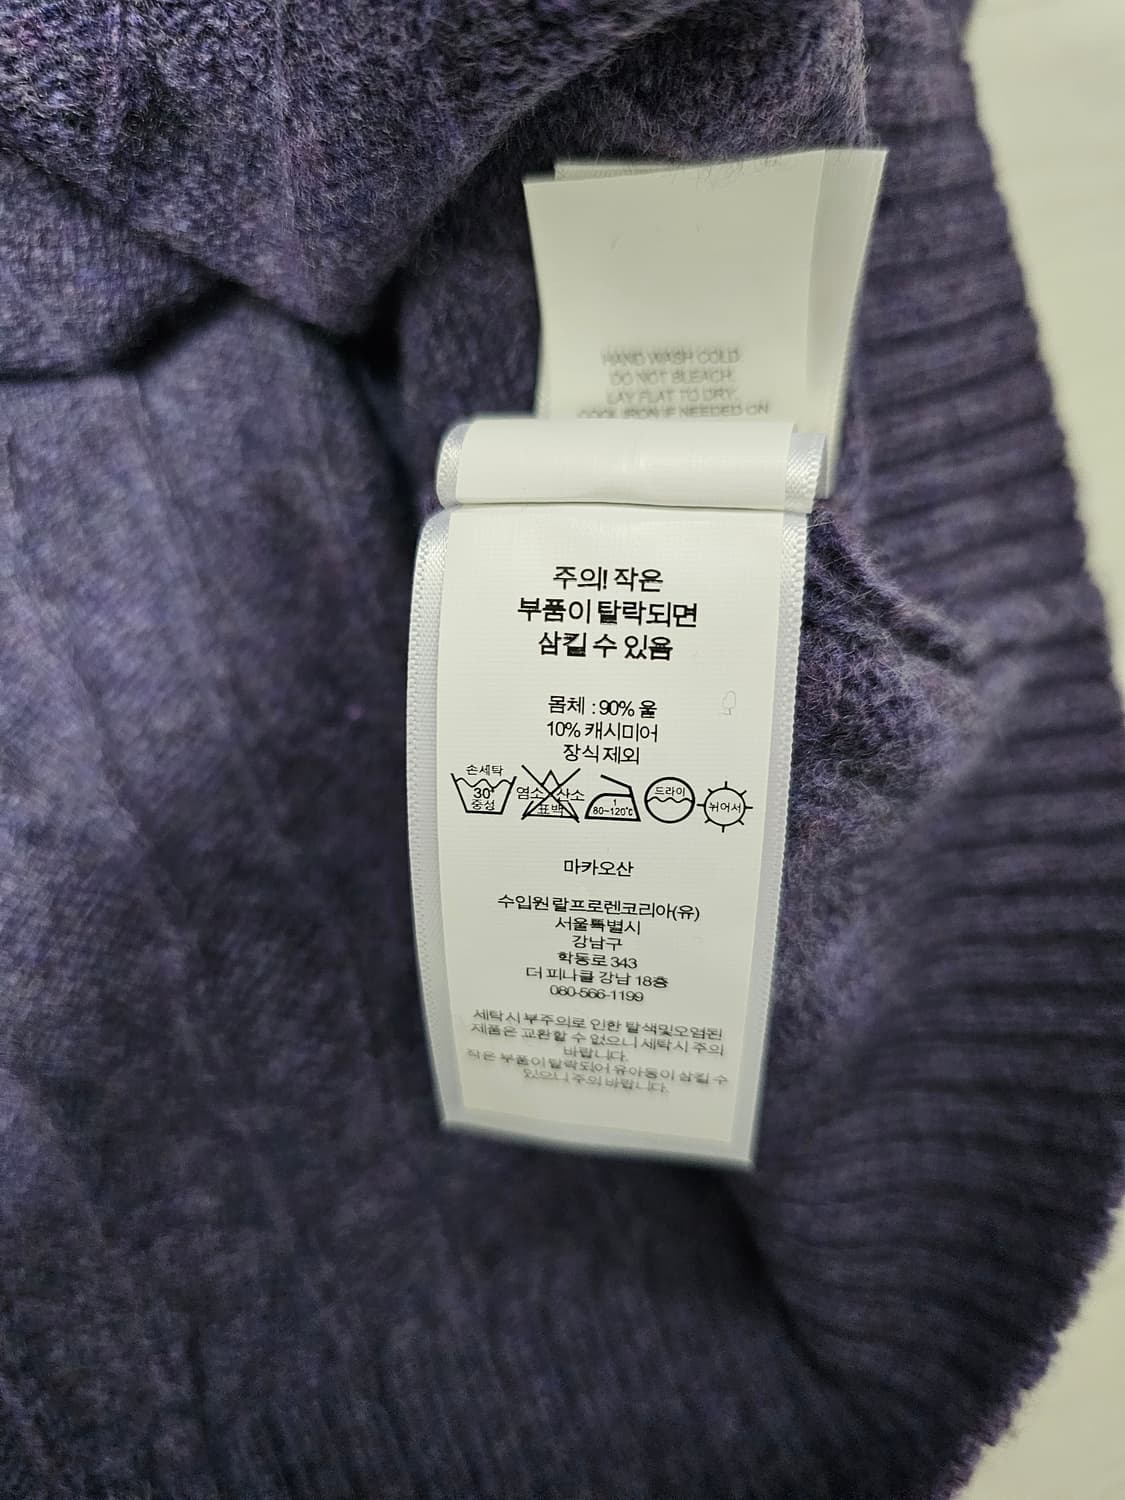 HAND WASH COLD.
DO NOT BLEACH.
LAY FLAT TO DRY.
COOL IRON IF NEEDED ON
주의! 작은
부품이 탈락되면
삼킬 수 있음
몸체 : 90% 울
10% 캐시미어
장식 제외
손세탁
30°
중성
염소 산소
표백
1
80~120℃
드라이
뉘어서
마카오산
수입원 랄프로렌코리아(유)
서울특별시
강남구
학동로 343
더 피나클 강남 18층
080-566-1199
세탁 시 부주의로 인한 탈색및오염된
제품은 교환할 수 없으니 세탁시 주의
바랍니다.
작은 부품이 탈락되어 유아동이 삼킬 수
있으니 주의 바랍니다.